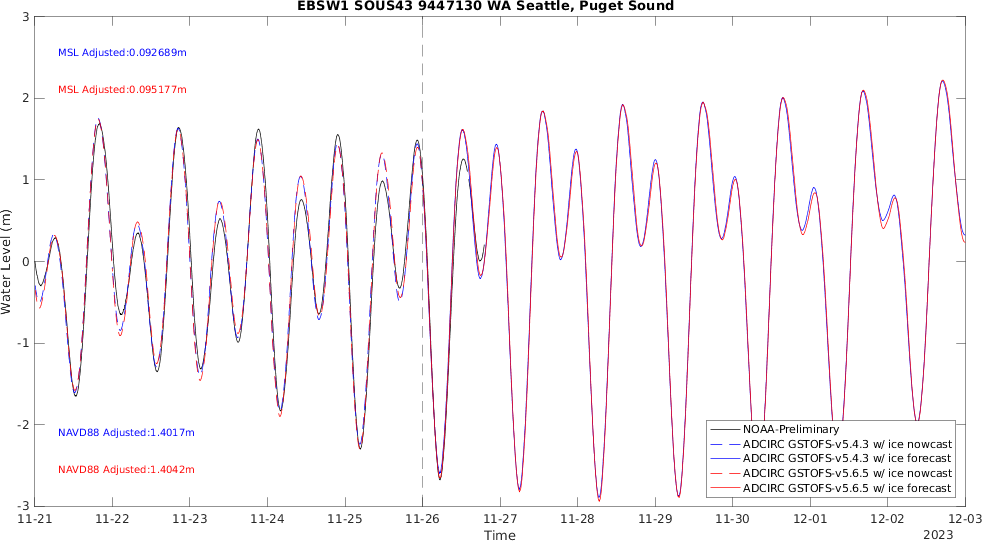 EBSW1 SOUS43 9447130 WA Seattle, Puget Sound
3
2
1
0
-1
-2
-3
Water Level (m)
MSL Adjusted:0.092689m
MSL Adjusted:0.095177m
NAVD88 Adjusted:1.4017m
NAVD88 Adjusted:1.4042m
NOAA-Preliminary
ADCIRC GSTOFS-v5.4.3 w/ ice nowcast
ADCIRC GSTOFS-v5.4.3 w/ ice forecast
ADCIRC GSTOFS-v5.6.5 w/ ice nowcast
ADCIRC GSTOFS-v5.6.5 w/ ice forecast
11-21 11-22 11-23 11-24 11-25 11-26 11-27 11-28 11-29 11-30 12-01 12-02 12-03
Time
2023